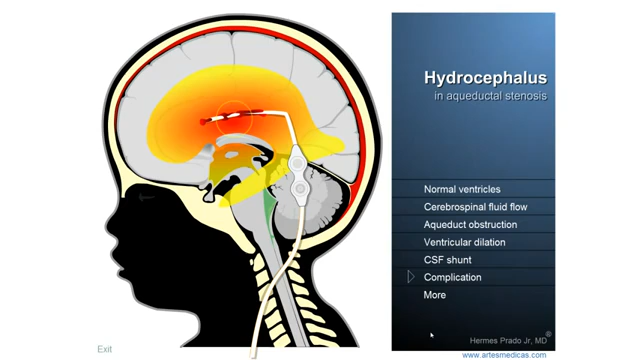 Hydrocephalus
in aqueductal stenosis
Normal ventricles
Cerebrospinal fluid flow
Aqueduct obstruction
Ventricular dilation
CSF shunt
Complication
More
Hermes Prado Jr, MD ®
www.artesmedicas.com
Exit